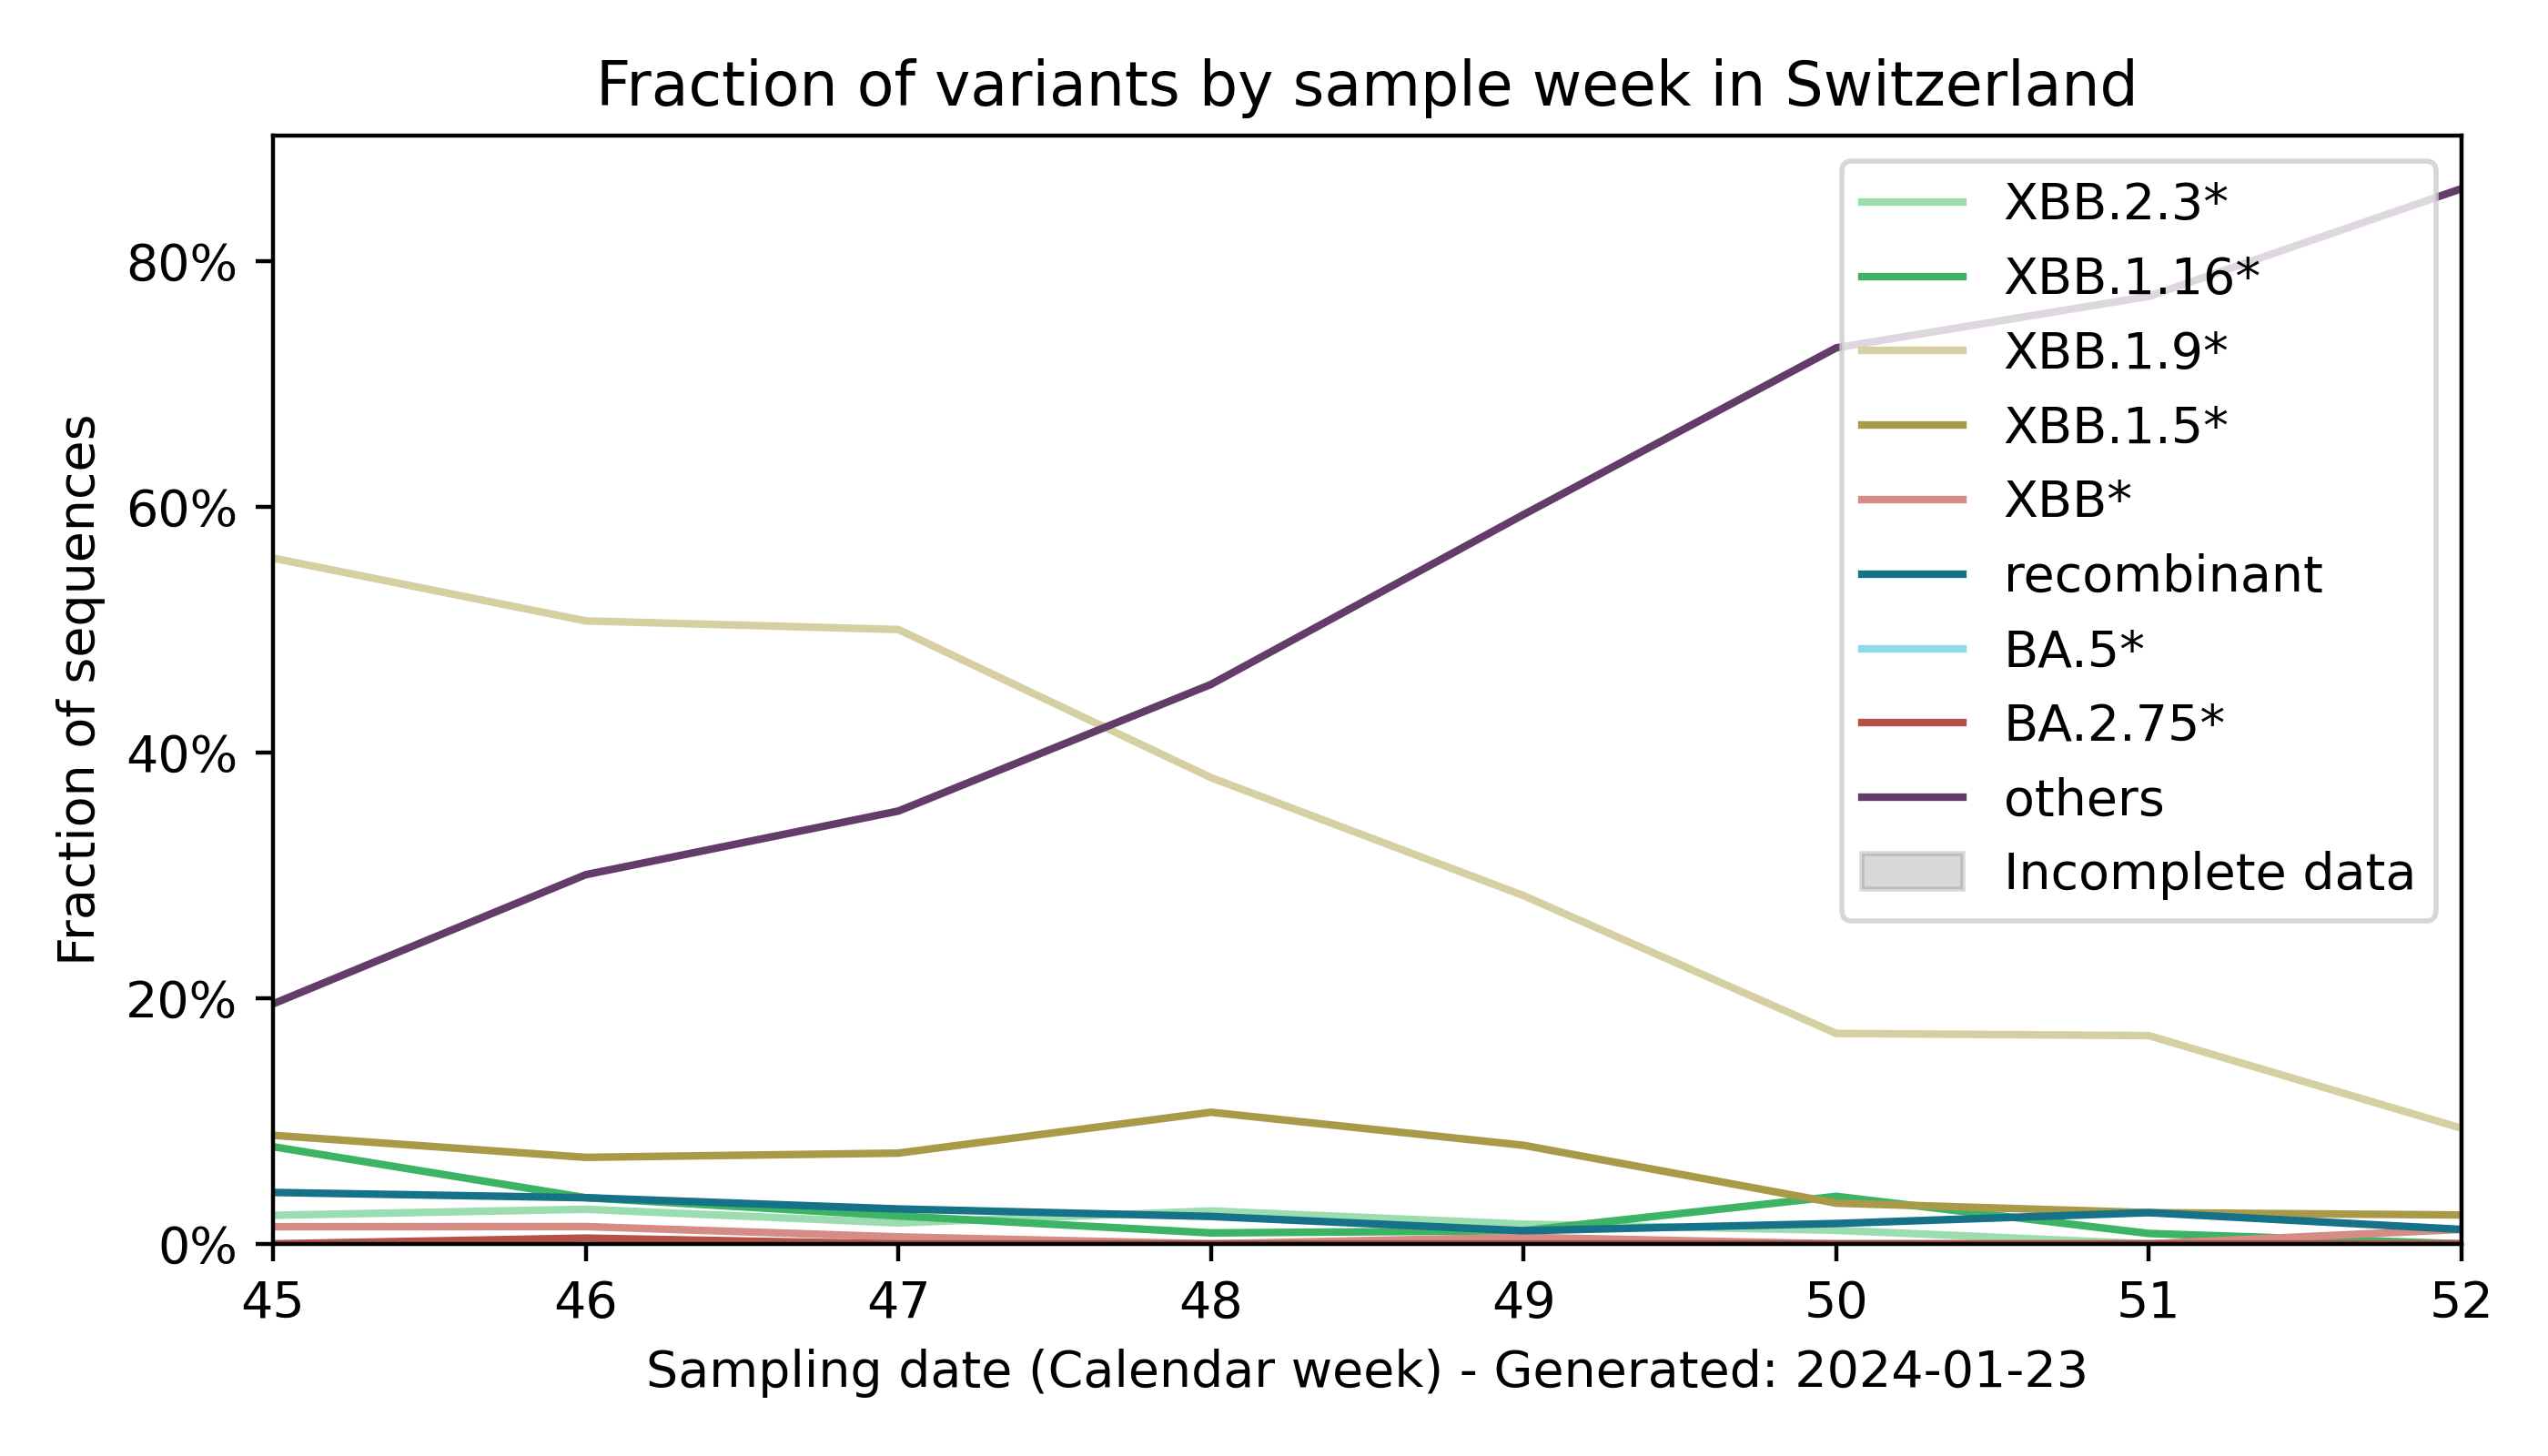 Fraction of variants by sample week in Switzerland
Fraction of sequences
80%
60%
40%
20%
0%
XBB.2.3*
XBB.1.16*
XBB.1.9*
XBB.1.5*
XBB*
recombinant
BA.5*
BA.2.75*
others
Incomplete data
45 46 47 48 49 50 51 52
Sampling date (Calendar week) - Generated: 2024-01-23